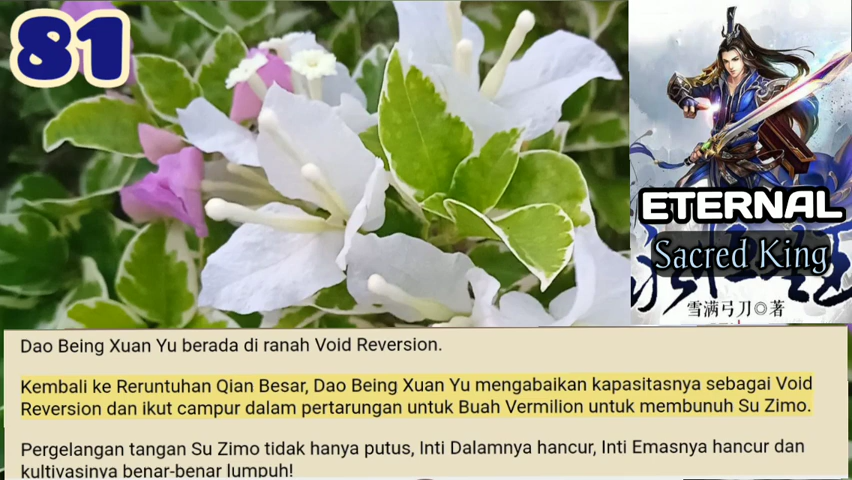 81
ETERNAL
Sacred King
雪满弓刀◎著
Dao Being Xuan Yu berada di ranah Void Reversion.
Kembali ke Reruntuhan Qian Besar, Dao Being Xuan Yu mengabaikan kapasitasnya sebagai Void
Reversion dan ikut campur dalam pertarungan untuk Buah Vermilion untuk membunuh Su Zimo.
Pergelangan tangan Su Zimo tidak hanya putus, Inti Dalamnya hancur, Inti Emasnya hancur dan
kultivasinya benar-benar lumpuh!